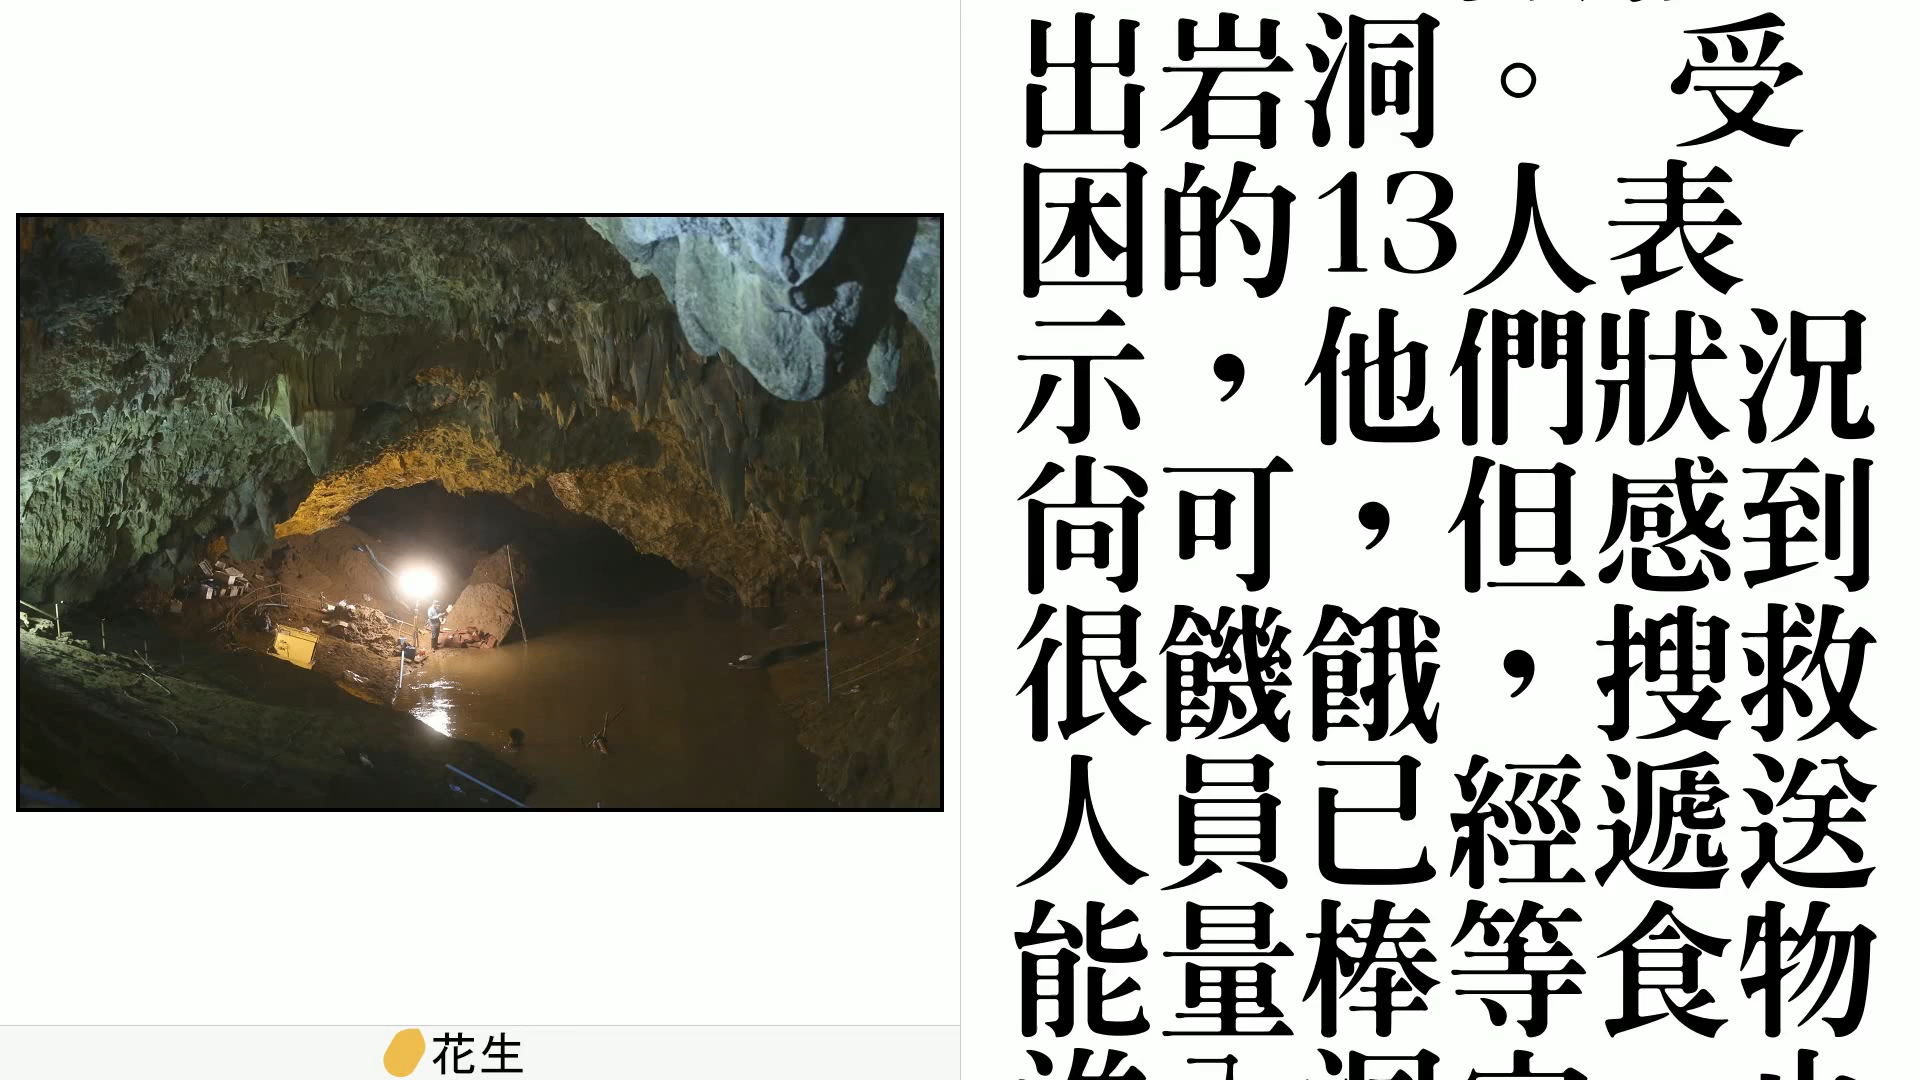 出岩洞。 受
困的13人表
示，他們狀況
尚可，但感到
很饑餓，搜救
人員已經遞送
能量棒等食物
花生